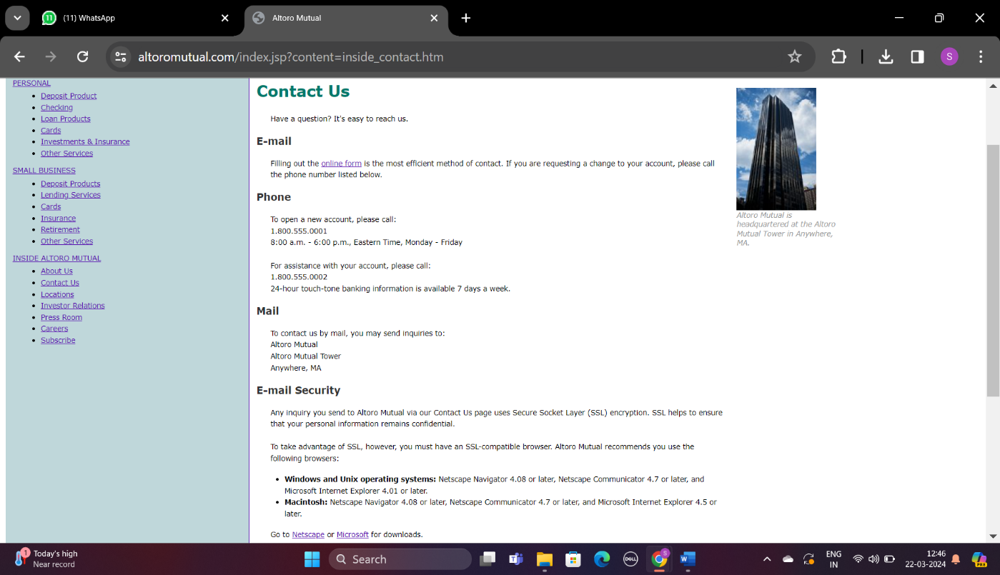 11
(11) WhatsApp
Altoro Mutual
altoromutual.com/index.jsp?content=inside_contact.htm
S
PERSONAL
Deposit Product
Checking
Loan Products
Cards
Investments & Insurance
Other Services
SMALL BUSINESS
Deposit Products
Lending Services
Cards
Insurance
Retirement
Other Services
INSIDE ALTORO MUTUAL
About Us
Contact Us
Locations
Investor Relations
Press Room
Careers
Subscribe
Contact Us
Have a question? It's easy to reach us.
E-mail
Filling out the online form is the most efficient method of contact. If you are requesting a change to your account, please call
the phone number listed below.
Phone
To open a new account, please call:
1.800.555.0001
8:00 a.m. - 6:00 p.m., Eastern Time, Monday - Friday
For assistance with your account, please call:
1.800.555.0002
24-hour touch-tone banking information is available 7 days a week.
Mail
To contact us by mail, you may send inquiries to:
Altoro Mutual
Altoro Mutual Tower
Anywhere, MA
E-mail Security
Any inquiry you send to Altoro Mutual via our Contact Us page uses Secure Socket Layer (SSL) encryption. SSL helps to ensure
that your personal information remains confidential.
To take advantage of SSL, however, you must have an SSL-compatible browser. Altoro Mutual recommends you use the
following browsers:
Windows and Unix operating systems: Netscape Navigator 4.08 or later, Netscape Communicator 4.7 or later, and
Microsoft Internet Explorer 4.01 or later.
Macintosh: Netscape Navigator 4.08 or later, Netscape Communicator 4.7 or later, and Microsoft Internet Explorer 4.5 or
later.
Go to Netscape or Microsoft for downloads.
Altoro Mutual is
headquartered at the Altoro
Mutual Tower in Anywhere,
MA.
1
Today's high
Near record
Search
DELL
S
W
ENG
IN
12:46
22-03-2024
PRE